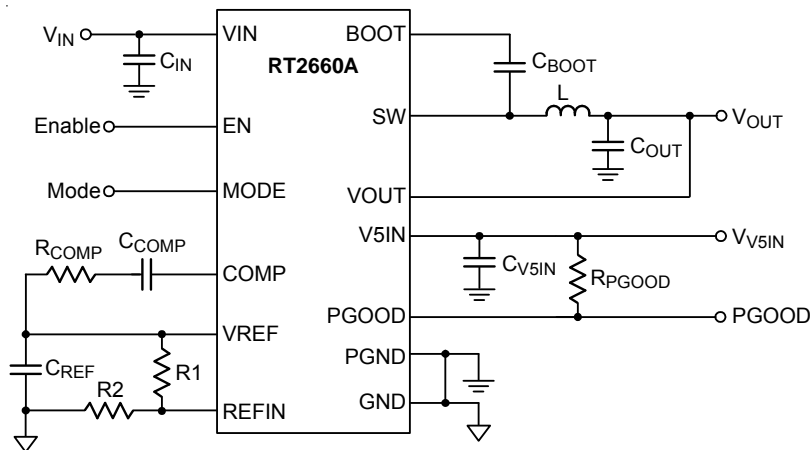 VIN
VIN
CIN
RT2660A
BOOT
CBOOT
L
SW
VOUT
Enable
EN
COUT
Mode
MODE
VOUT
V5IN
VV5IN
RCOMP
CCOMP
COMP
CV5IN
RPGOOD
PGOOD
PGOOD
VREF
CREF
R1
PGND
R2
REFIN
GND